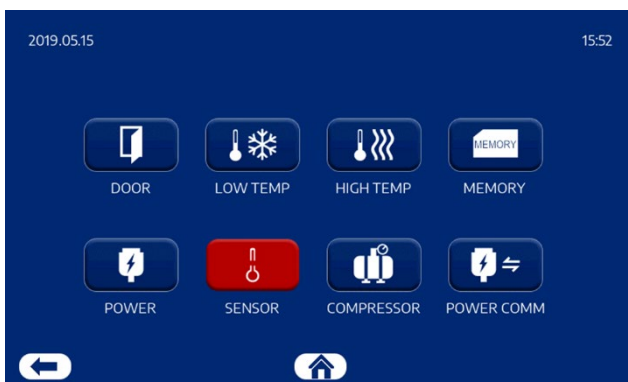 2019.05.15 15:52
DOOR LOW TEMP HIGH TEMP MEMORY MEMORY
POWER SENSOR COMPRESSOR POWER COMM